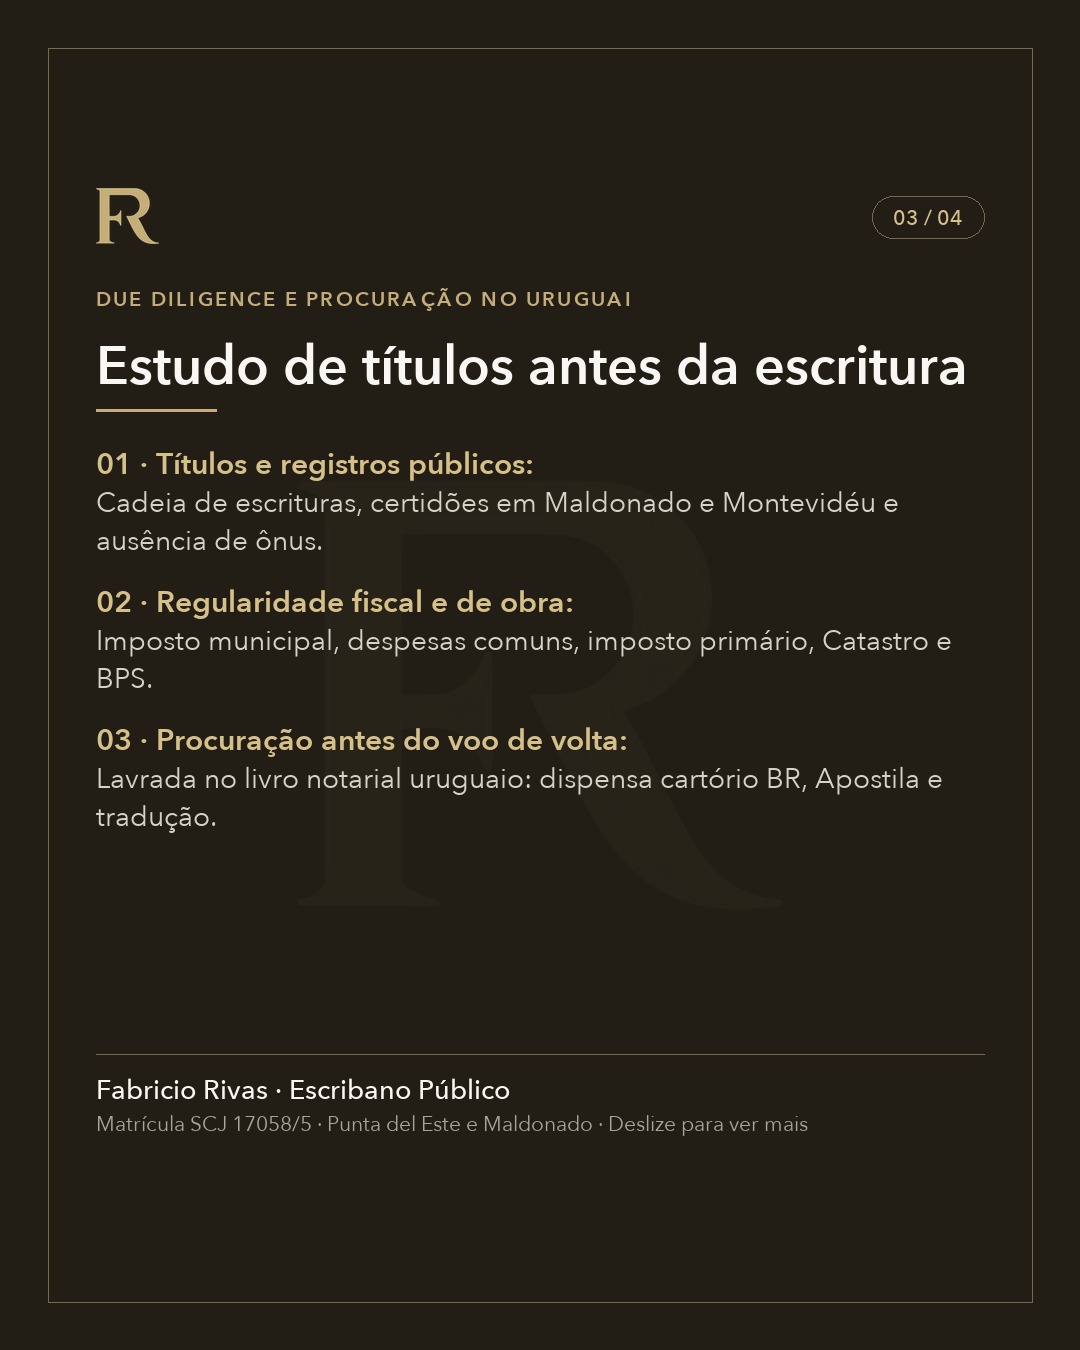 FR
03 / 04
DUE DILIGENCE E PROCURAÇÃO NO URUGUAI
Estudo de títulos antes da escritura
01 · Títulos e registros públicos:
Cadeia de escrituras, certidões em Maldonado e Montevidéu e
ausência de ônus.
02 · Regularidade fiscal e de obra:
Imposto municipal, despesas comuns, imposto primário, Catastro e
BPS.
03 · Procuração antes do voo de volta:
Lavrada no livro notarial uruguaio: dispensa cartório BR, Apostila e
tradução.
Fabricio Rivas · Escribano Público
Matrícula SCJ 17058/5 · Punta del Este e Maldonado · Deslize para ver mais